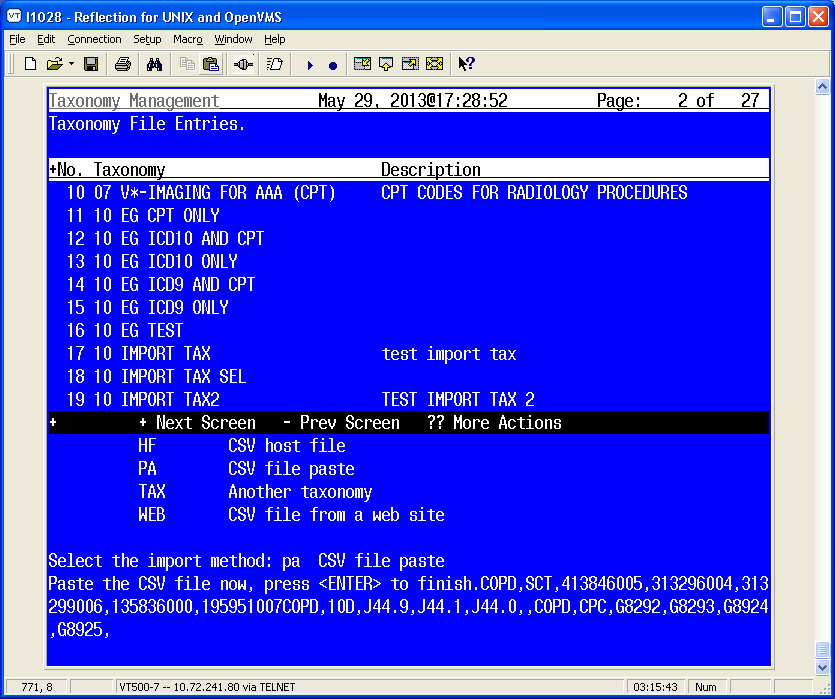 VT I1028 - Reflection for UNIX and OpenVMS
File Edit Connection Setup Macro Window Help
Taxonomy Management May 29, 2013@17:28:52 Page: 2 of 27
Taxonomy File Entries.
+No. Taxonomy Description
10 07 V*-IMAGING FOR AAA (CPT) CPT CODES FOR RADIOLOGY PROCEDURES
11 10 EG CPT ONLY
12 10 EG ICD10 AND CPT
13 10 EG ICD10 ONLY
14 10 EG ICD9 AND CPT
15 10 EG ICD9 ONLY
16 10 EG TEST
17 10 IMPORT TAX test import tax
18 10 IMPORT TAX SEL
19 10 IMPORT TAX2 TEST IMPORT TAX 2
+ + Next Screen - Prev Screen ?? More Actions
HF CSV host file
PA CSV file paste
TAX Another taxonomy
WEB CSV file from a web site
Select the import method: pa CSV file paste
Paste the CSV file now, press <ENTER> to finish.COPD,SCT,413846005,313296004,313
299006,135836000,195951007COPD,10D,J44.9,J44.1,J44.0,,COPD,CPC,G8292,G8293,G8924
,G8925,
771, 8 VT500-7 -- 10.72.241.80 via TELNET 03:15:43 Num